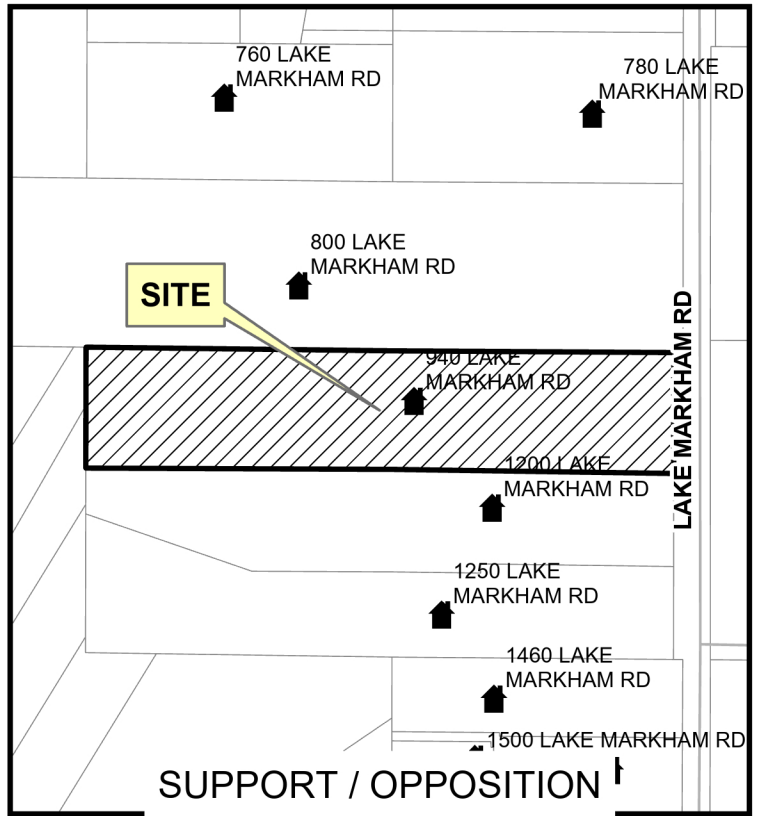 760 LAKE
MARKHAM RD
780 LAKE
MARKHAM RD
800 LAKE
MARKHAM RD
SITE
940 LAKE
MARKHAM RD
LAKE MARKHAM RD
1200 LAKE
MARKHAM RD
1250 LAKE
MARKHAM RD
1460 LAKE
MARKHAM RD
1500 LAKE MARKHAM RD
SUPPORT / OPPOSITION